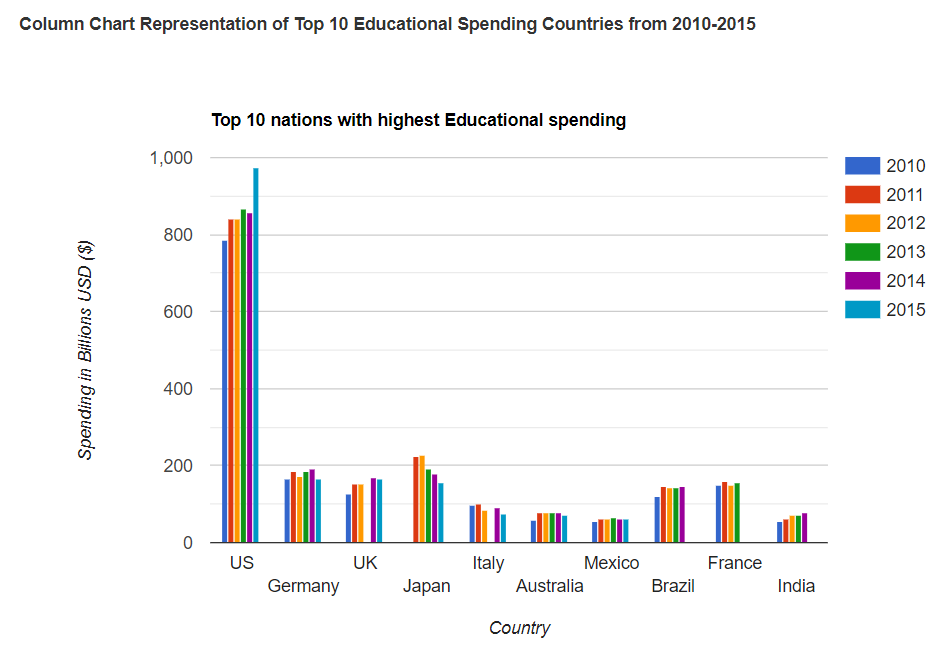 Column Chart Representation of Top 10 Educational Spending Countries from 2010-2015
Top 10 nations with highest Educational spending
1,000
800
600
400
200
0
Spending in Billions USD ($)
US
Germany
UK
Japan
Italy
Australia
Mexico
Brazil
France
India
Country
2010
2011
2012
2013
2014
2015